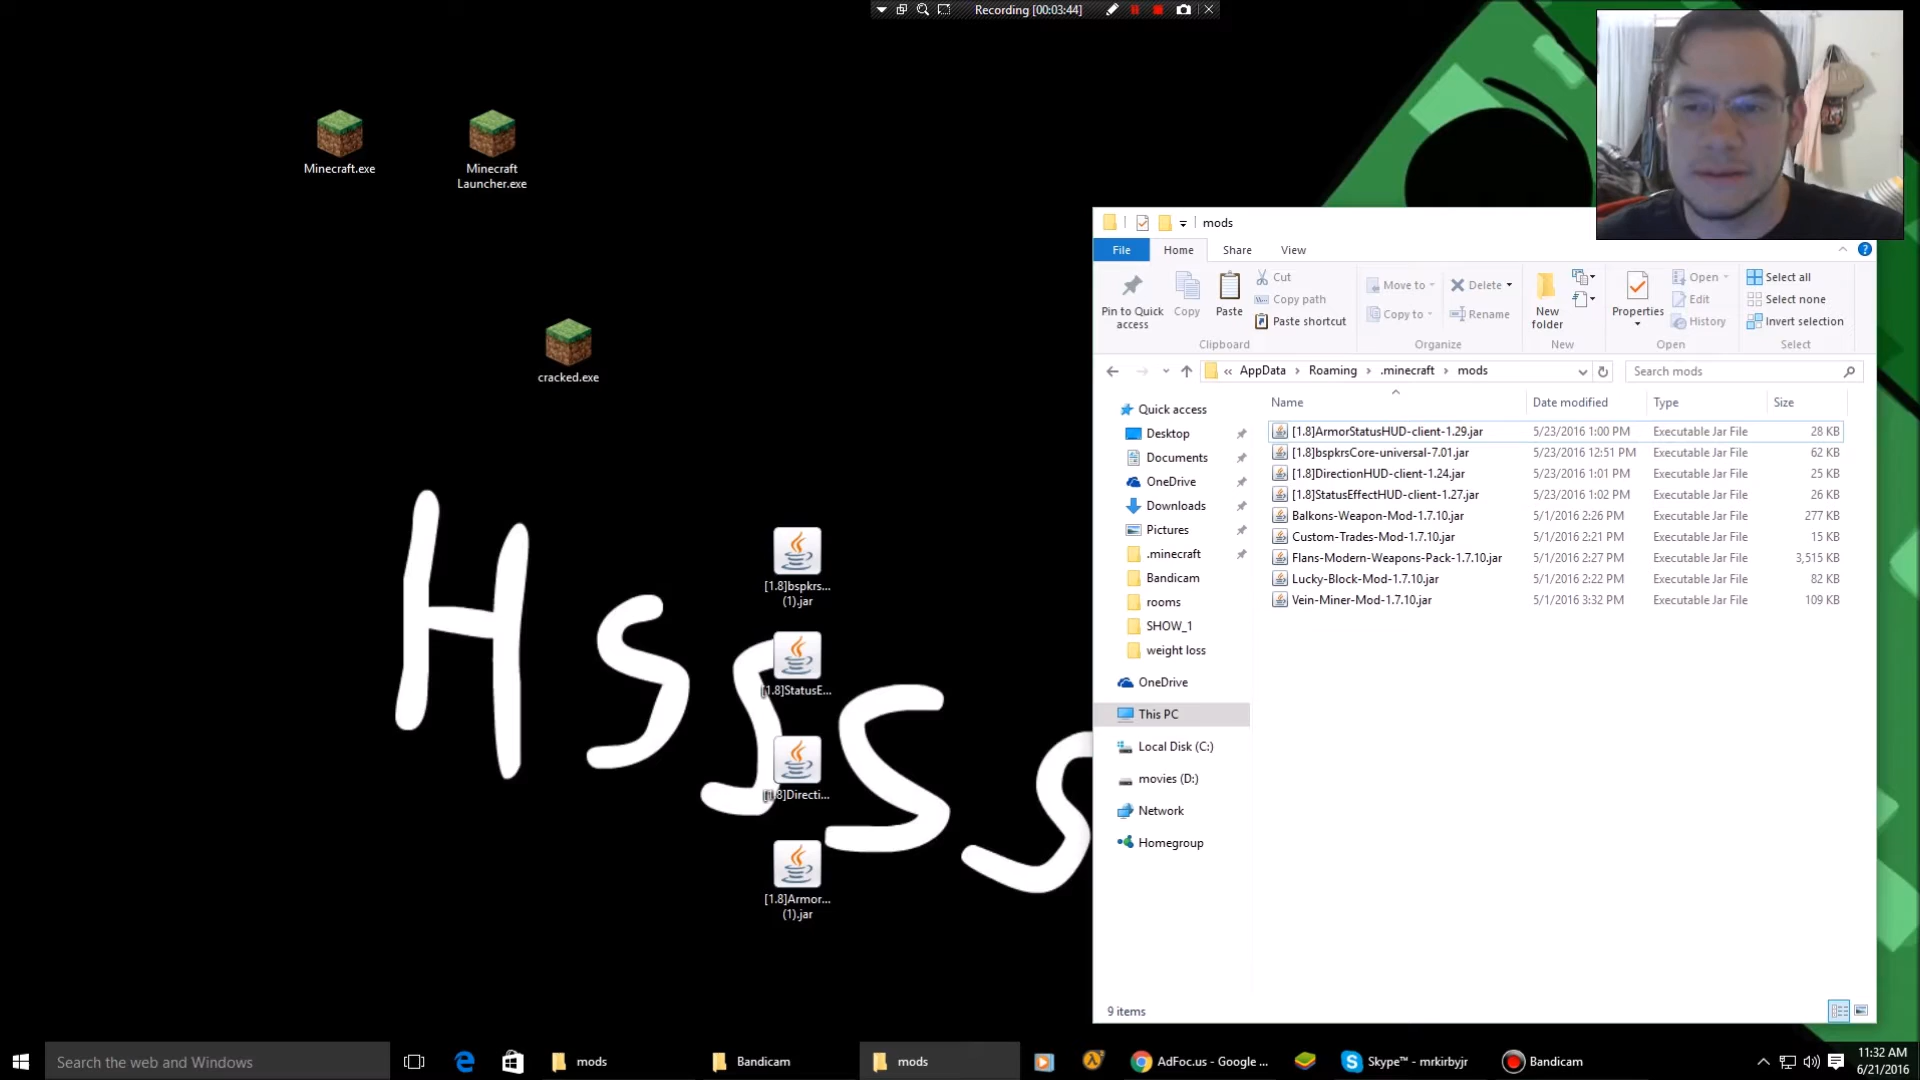 Recording [00:03:44]
Minecraft.exe
Minecraft
Launcher.exe
cracked.exe
Hssss
[1.8]bspkrs...
(1).jar
[1.8]StatusE...
[1.8]Directi...
[1.8]Armor...
(1).jar
mods
File Home Share View
Pin to Quick
access
Copy
Paste
Cut
Copy path
Paste shortcut
Clipboard
Move to
Copy to
Delete
Rename
Organize
New
folder
New
Properties
Open
Edit
History
Open
Select all
Select none
Invert selection
Select
« AppData › Roaming › .minecraft › mods
Search mods
Quick access
Desktop
Documents
OneDrive
Downloads
Pictures
.minecraft
Bandicam
rooms
SHOW_1
weight loss
OneDrive
This PC
Local Disk (C:)
movies (D:)
Network
Homegroup
Name Date modified Type Size
[1.8]ArmorStatusHUD-client-1.29.jar 5/23/2016 1:00 PM Executable Jar File 28 KB
[1.8]bspkrsCore-universal-7.01.jar 5/23/2016 12:51 PM Executable Jar File 62 KB
[1.8]DirectionHUD-client-1.24.jar 5/23/2016 1:01 PM Executable Jar File 25 KB
[1.8]StatusEffectHUD-client-1.27.jar 5/23/2016 1:02 PM Executable Jar File 26 KB
Balkons-Weapon-Mod-1.7.10.jar 5/1/2016 2:26 PM Executable Jar File 277 KB
Custom-Trades-Mod-1.7.10.jar 5/1/2016 2:21 PM Executable Jar File 15 KB
Flans-Modern-Weapons-Pack-1.7.10.jar 5/1/2016 2:27 PM Executable Jar File 3,515 KB
Lucky-Block-Mod-1.7.10.jar 5/1/2016 2:22 PM Executable Jar File 82 KB
Vein-Miner-Mod-1.7.10.jar 5/1/2016 3:32 PM Executable Jar File 109 KB
9 items
Search the web and Windows
mods
Bandicam
mods
AdFoc.us - Google ...
Skype™ - mrkirbyjr
Bandicam
11:32 AM
6/21/2016